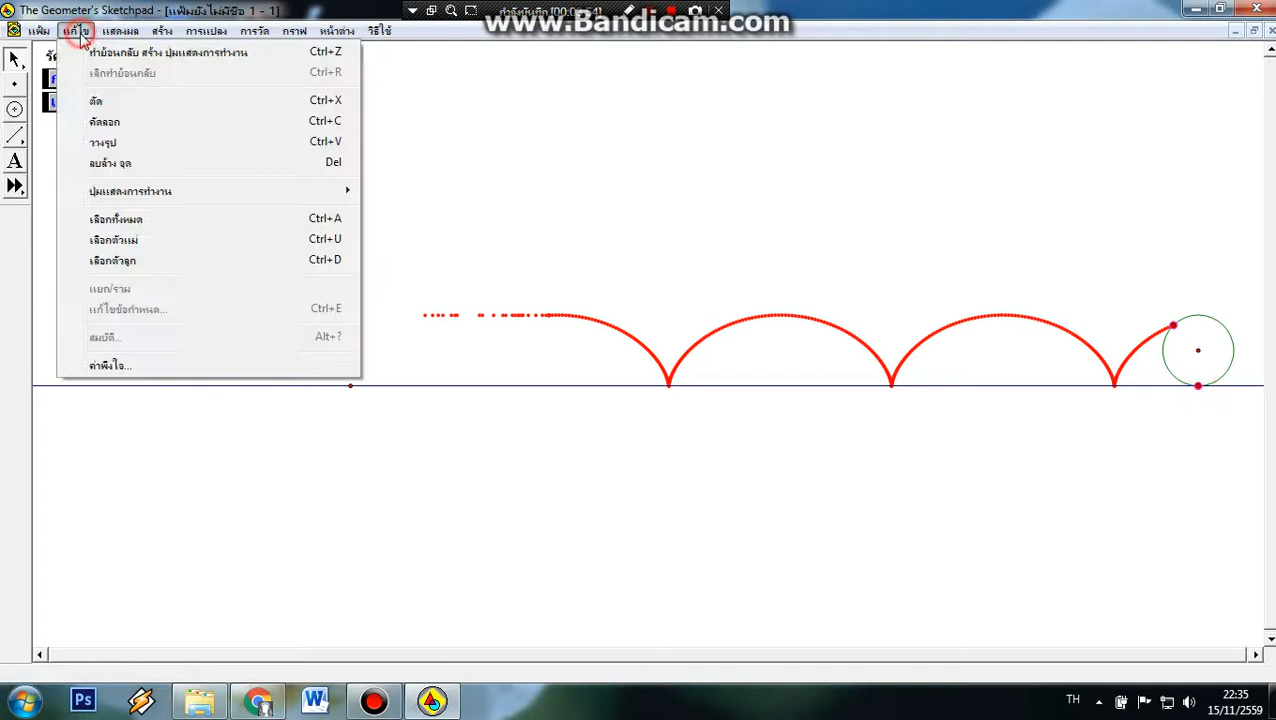 The Geometer's Sketchpad - [แฟ้มยังไม่มีชื่อ 1 - 1]
www.Bandicam.com
แฟ้ม แก้ไข แสดงผล สร้าง การแปลง การวัด กราฟ หน้าต่าง วิธีใช้
ทำย้อนกลับ สร้าง ปุ่มแสดงการทำงาน Ctrl+Z
เลิกทำย้อนกลับ Ctrl+R
ตัด Ctrl+X
คัดลอก Ctrl+C
วางรูป Ctrl+V
ลบล้าง จุด Del
ปุ่มแสดงการทำงาน
เลือกทั้งหมด Ctrl+A
เลือกตัวแม่ Ctrl+U
เลือกตัวลูก Ctrl+D
แยก/รวม
แก้ไขข้อกำหนด... Ctrl+E
สมบัติ... Alt+?
ค่าพึงใจ...
A
Ps
W
TH
22:35
15/11/2559